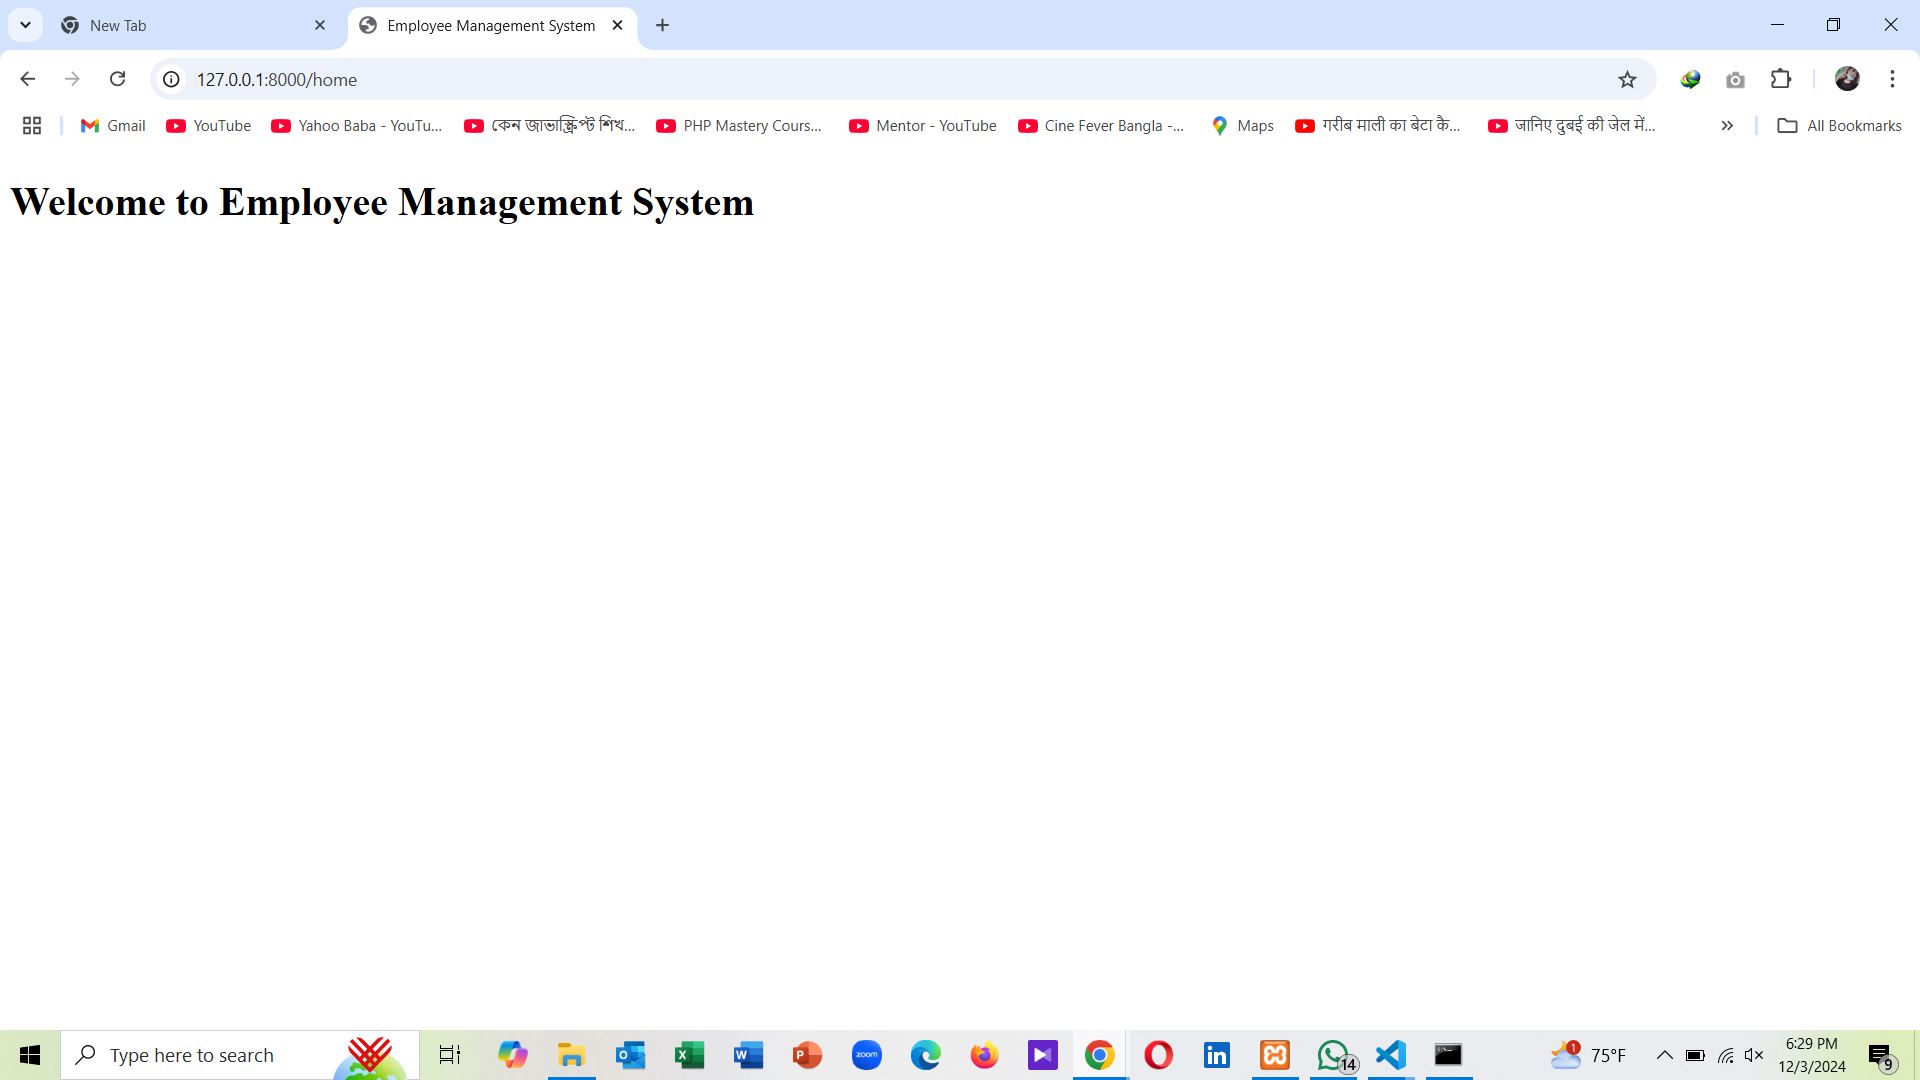 New Tab
Employee Management System
127.0.0.1:8000/home
Gmail
YouTube
Yahoo Baba - YouTu...
কেন জাভাস্ক্রিপ্ট শিখ...
PHP Mastery Cours...
Mentor - YouTube
Cine Fever Bangla -...
Maps
गरीब माली का बेटा कै...
जानिए दुबई की जेल में...
All Bookmarks
Welcome to Employee Management System
Type here to search
zoom
14
1
75°F
6:29 PM
12/3/2024
9